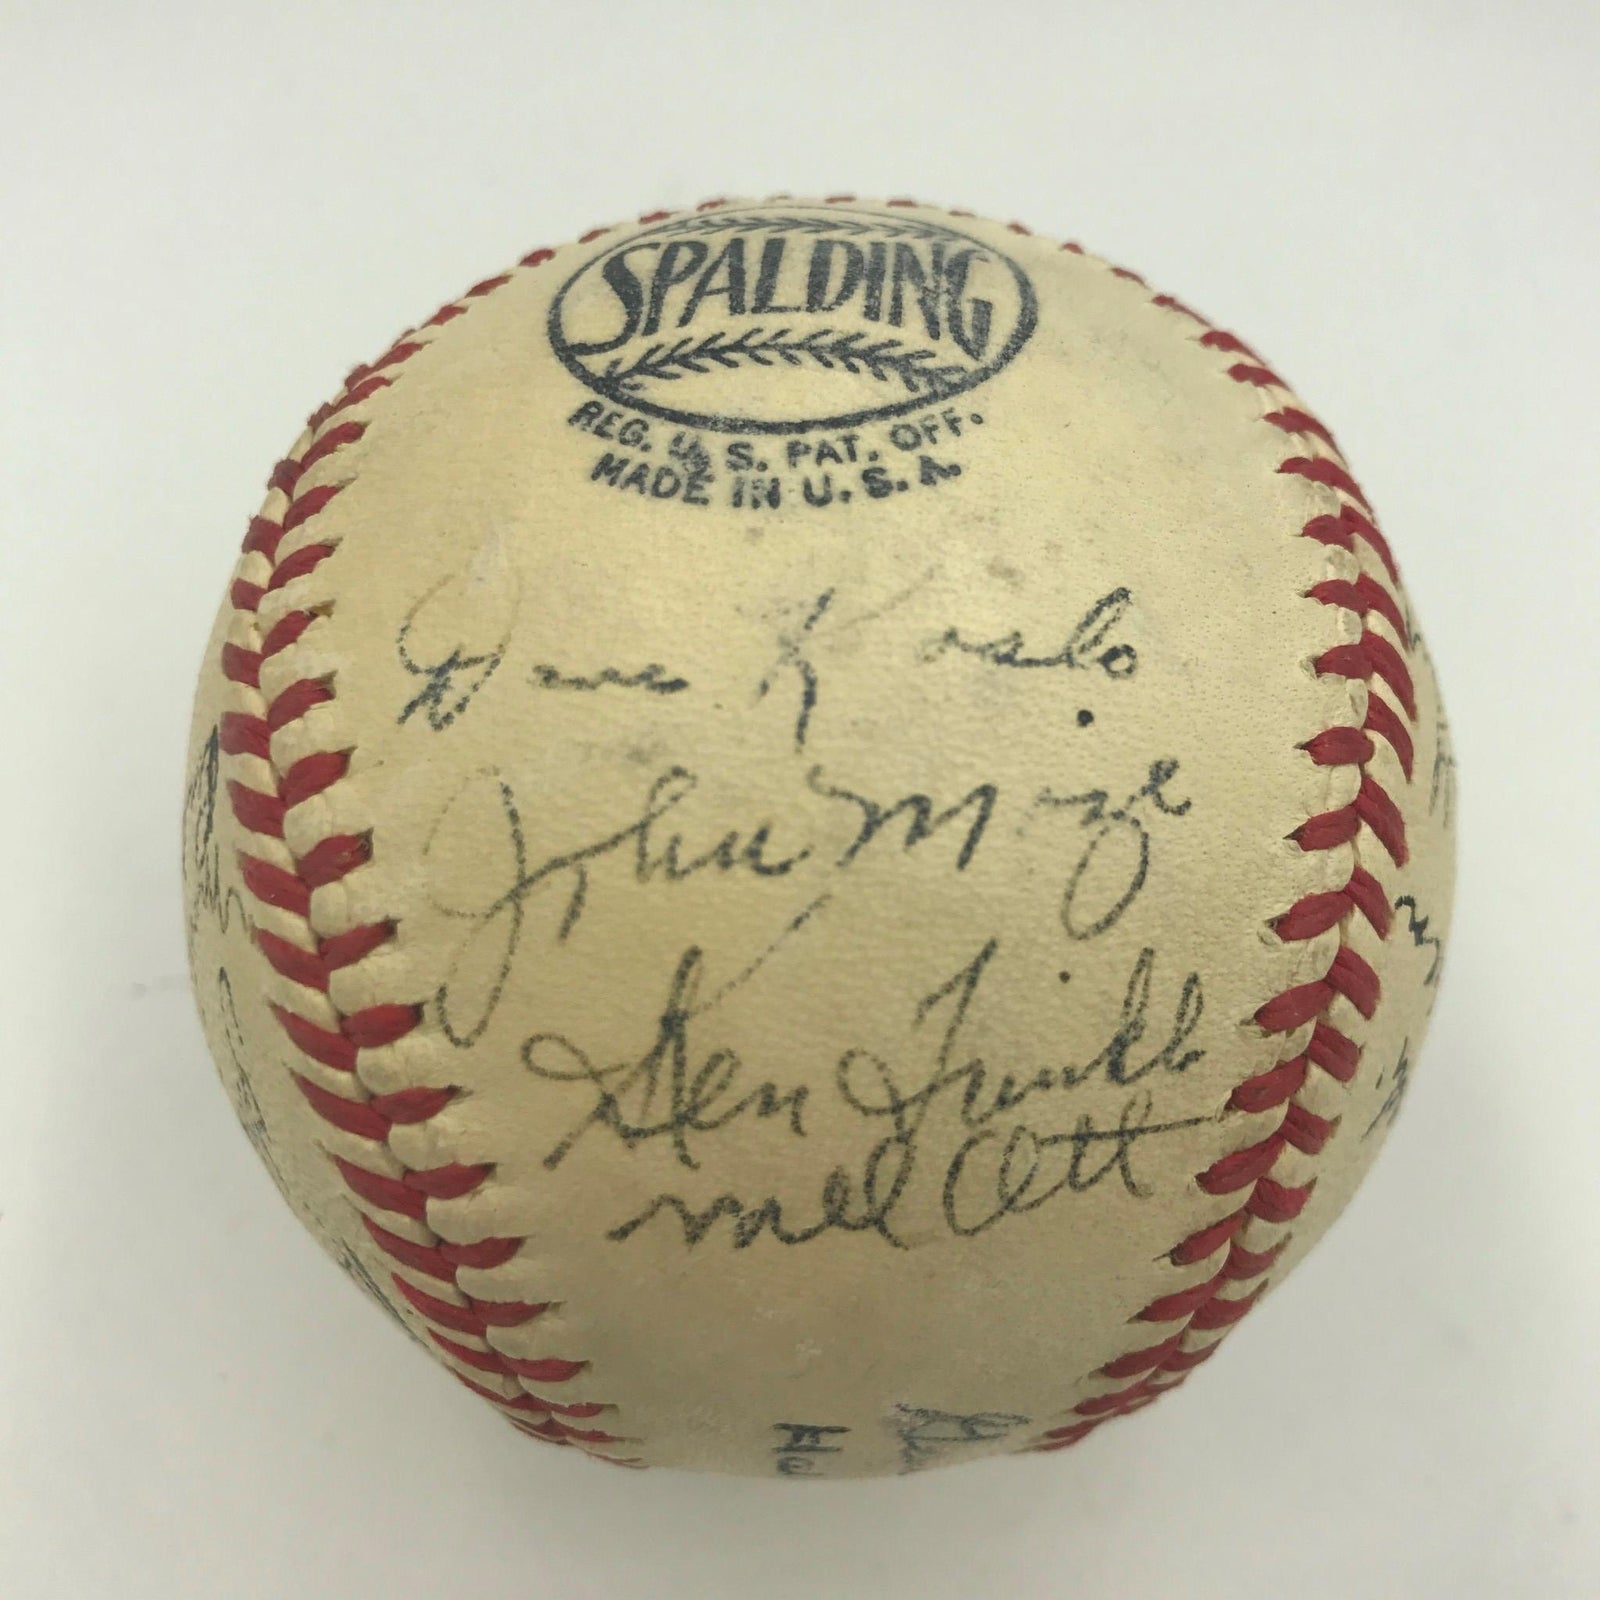 SPALDING
REG. U. S. PAT. OFF.
MADE IN U. S. A.
Dave Koslo
John Mize
Ken Trinkle
Mel Ott